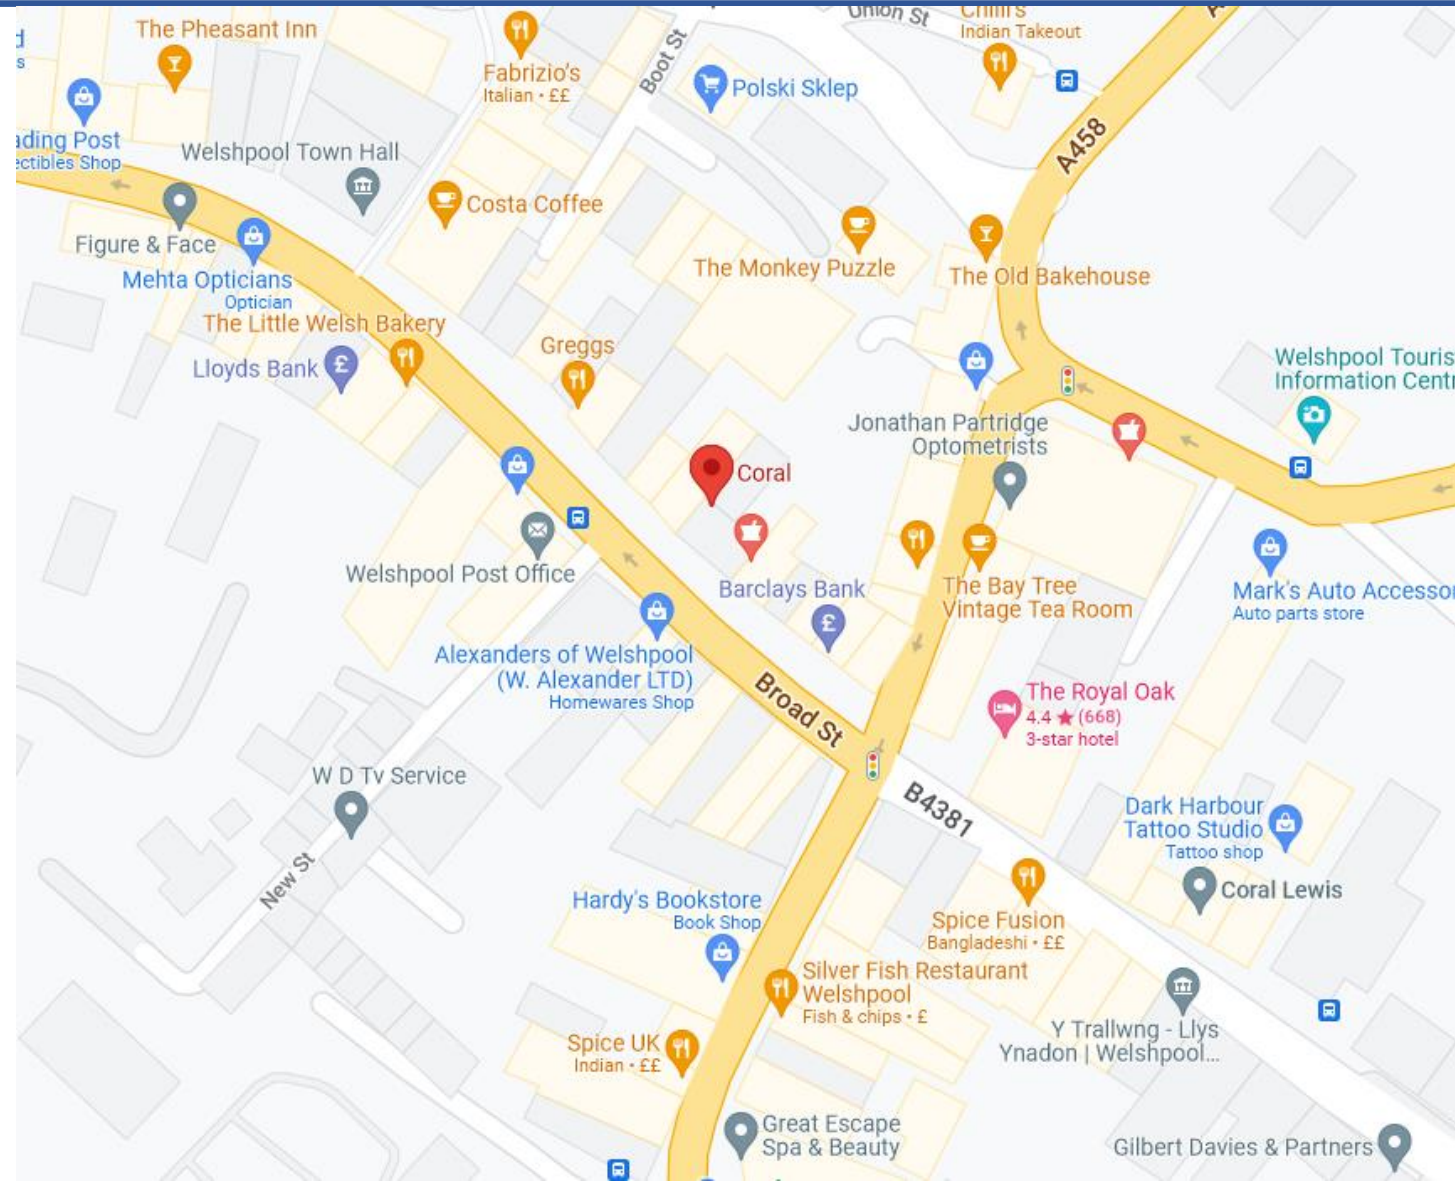 Union St
Chilli's
Indian Takeout
The Pheasant Inn
Fabrizio's
Italian • ££
Boot St
Polski Sklep
ading Post
ectibles Shop
Welshpool Town Hall
A458
Costa Coffee
Figure & Face
Mehta Opticians
Optician
The Monkey Puzzle
The Old Bakehouse
The Little Welsh Bakery
Lloyds Bank
Greggs
Welshpool Touris
Information Cent
Jonathan Partridge
Optometrists
Coral
Welshpool Post Office
Barclays Bank
The Bay Tree
Vintage Tea Room
Mark's Auto Accesso
Auto parts store
Alexanders of Welshpool
(W. Alexander LTD)
Homewares Shop
Broad St
The Royal Oak
4.4 ★ (668)
3-star hotel
W D Tv Service
B4381
Dark Harbour
Tattoo Studio
Tattoo shop
New St
Coral Lewis
Hardy's Bookstore
Book Shop
Spice Fusion
Bangladeshi • ££
Silver Fish Restaurant
Welshpool
Fish & chips • £
Y Trallwng - Llys
Ynadon | Welshpool...
Spice UK
Indian • ££
Great Escape
Spa & Beauty
Gilbert Davies & Partners